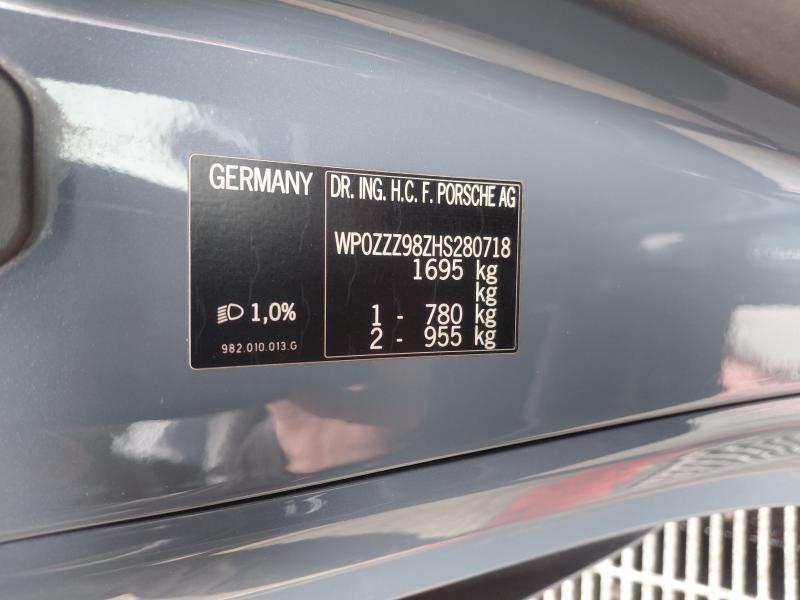 GERMANY
DR. ING. H.C. F. PORSCHE AG
WP0ZZZ98ZHS280718
1695 kg
kg
1 - 780 kg
2 - 955 kg
1,0%
982.010.013.G